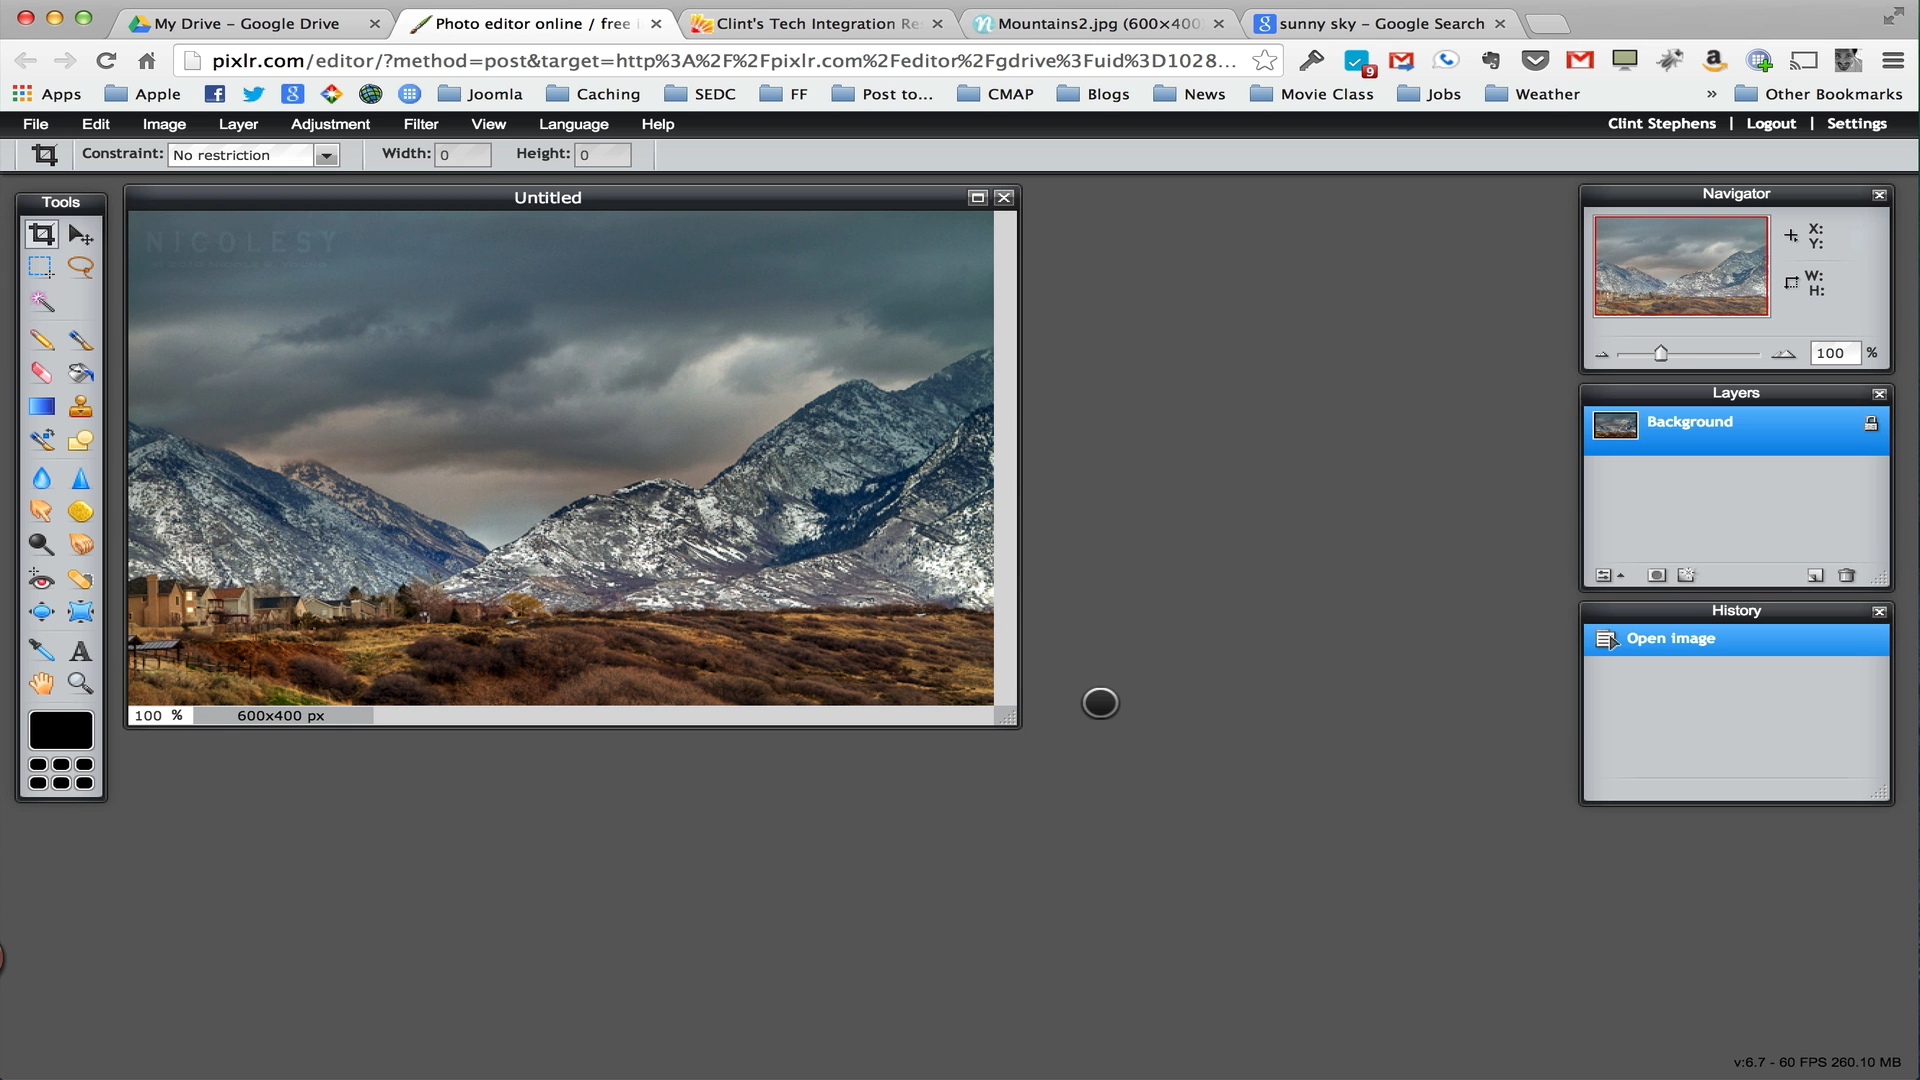 My Drive – Google Drive
Photo editor online / free i
Clint's Tech Integration Re
Mountains2.jpg (600×400
sunny sky – Google Search
pixlr.com/editor/?method=post&target=http%3A%2F%2Fpixlr.com%2Feditor%2Fgdrive%3Fuid%3D1028...
9
Apps
Apple
Joomla
Caching
SEDC
FF
Post to...
CMAP
Blogs
News
Movie Class
Jobs
Weather
»
Other Bookmarks
File Edit Image Layer Adjustment Filter View Language Help
Clint Stephens | Logout | Settings
Constraint: No restriction Width: 0 Height: 0
Tools
Untitled
NICOLESY
100 % 600x400 px
Navigator
X:
Y:
W:
H:
100 %
Layers
Background
History
Open image
v:6.7 - 60 FPS 260.10 MB